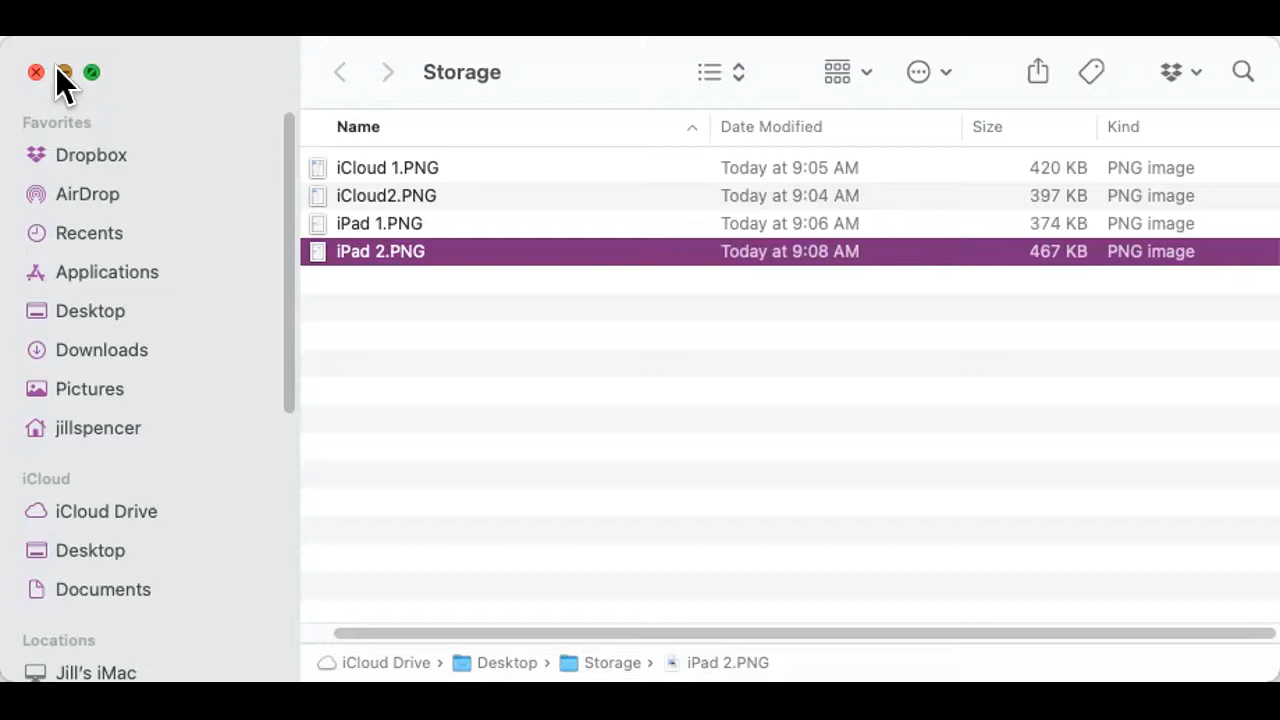 Storage
Favorites
Dropbox
AirDrop
Recents
Applications
Desktop
Downloads
Pictures
jillspencer
iCloud
iCloud Drive
Desktop
Documents
Locations
Jill's iMac
Name Date Modified Size Kind
iCloud 1.PNG Today at 9:05 AM 420 KB PNG image
iCloud2.PNG Today at 9:04 AM 397 KB PNG image
iPad 1.PNG Today at 9:06 AM 374 KB PNG image
iPad 2.PNG Today at 9:08 AM 467 KB PNG image
iCloud Drive › Desktop › Storage › iPad 2.PNG